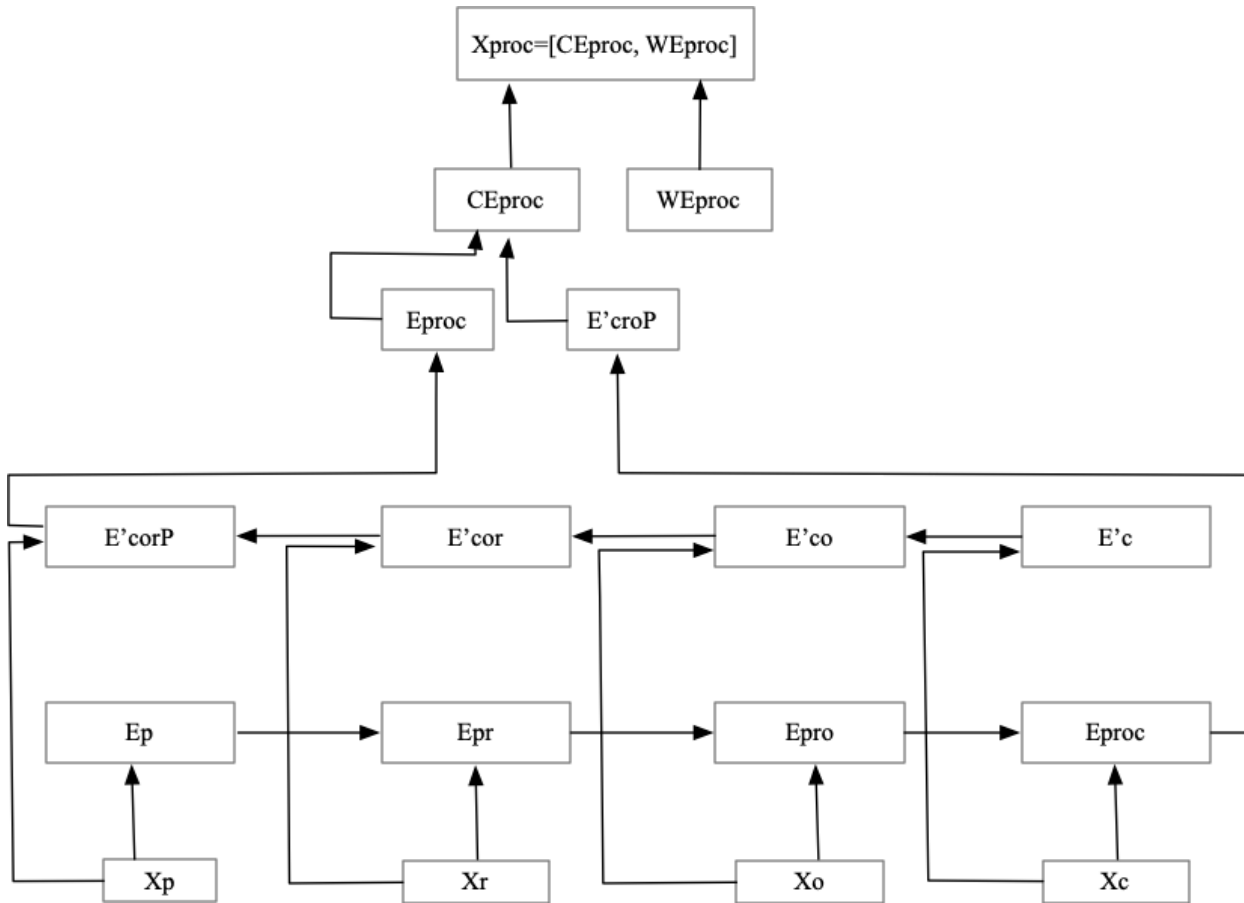 Xproc=[CEproc, WEproc]
CEproc
WEproc
Eproc
E’croP
E’corP
E’cor
E’co
E’c
Ep
Epr
Epro
Eproc
Xp
Xr
Xo
Xc